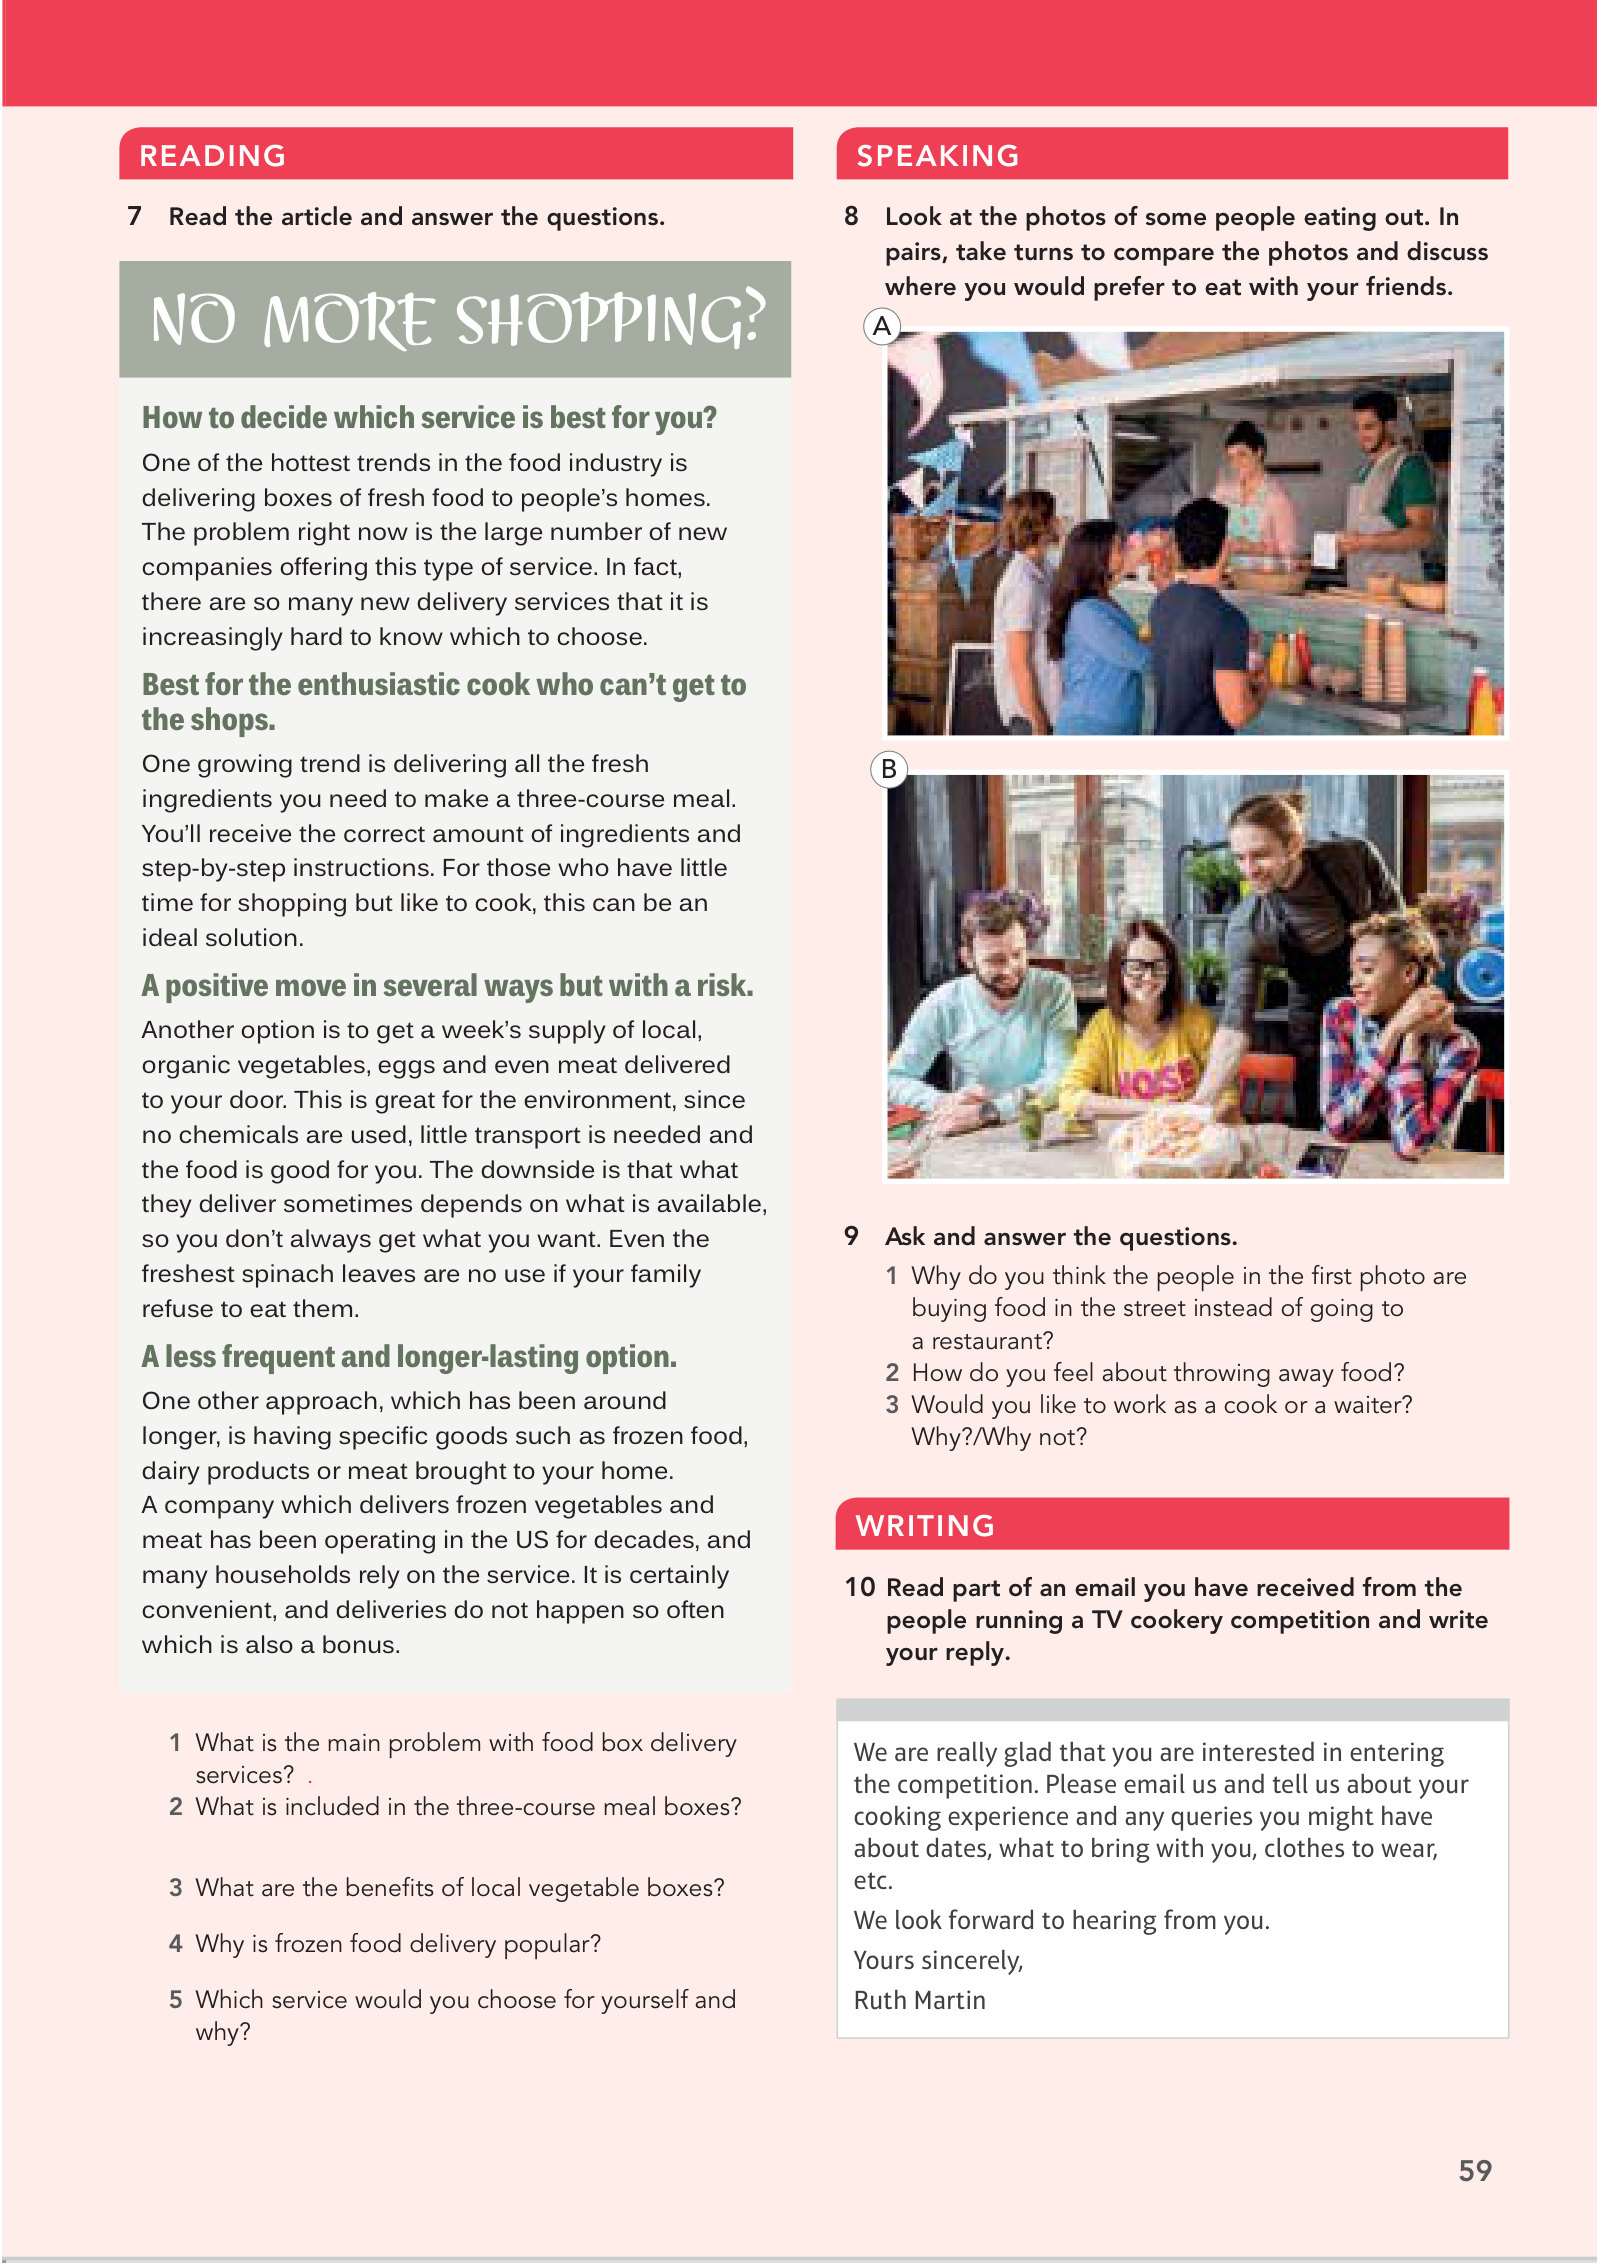 READING
7 Read the article and answer the questions.
NO MORE SHOPPING?
How to decide which service is best for you?
One of the hottest trends in the food industry is
delivering boxes of fresh food to people's homes.
The problem right now is the large number of new
companies offering this type of service. In fact,
there are so many new delivery services that it is
increasingly hard to know which to choose.
Best for the enthusiastic cook who can't get to
the shops.
One growing trend is delivering all the fresh
ingredients you need to make a three-course meal.
You'll receive the correct amount of ingredients and
step-by-step instructions. For those who have little
time for shopping but like to cook, this can be an
ideal solution.
A positive move in several ways but with a risk.
Another option is to get a week's supply of local,
organic vegetables, eggs and even meat delivered
to your door. This is great for the environment, since
no chemicals are used, little transport is needed and
the food is good for you. The downside is that what
they deliver sometimes depends on what is available,
so you don't always get what you want. Even the
freshest spinach leaves are no use if your family
refuse to eat them.
A less frequent and longer-lasting option.
One other approach, which has been around
longer, is having specific goods such as frozen food,
dairy products or meat brought to your home.
A company which delivers frozen vegetables and
meat has been operating in the US for decades, and
many households rely on the service. It is certainly
convenient, and deliveries do not happen so often
which is also a bonus.
1 What is the main problem with food box delivery
services? .
2 What is included in the three-course meal boxes?
3 What are the benefits of local vegetable boxes?
4 Why is frozen food delivery popular?
5 Which service would you choose for yourself and
why?
SPEAKING
8 Look at the photos of some people eating out. In
pairs, take turns to compare the photos and discuss
where you would prefer to eat with your friends.
A
B
NOISE
9 Ask and answer the questions.
1 Why do you think the people in the first photo are
buying food in the street instead of going to
a restaurant?
2 How do you feel about throwing away food?
3 Would you like to work as a cook or a waiter?
Why?/Why not?
WRITING
10 Read part of an email you have received from the
people running a TV cookery competition and write
your reply.
We are really glad that you are interested in entering
the competition. Please email us and tell us about your
cooking experience and any queries you might have
about dates, what to bring with you, clothes to wear,
etc.
We look forward to hearing from you.
Yours sincerely,
Ruth Martin
59